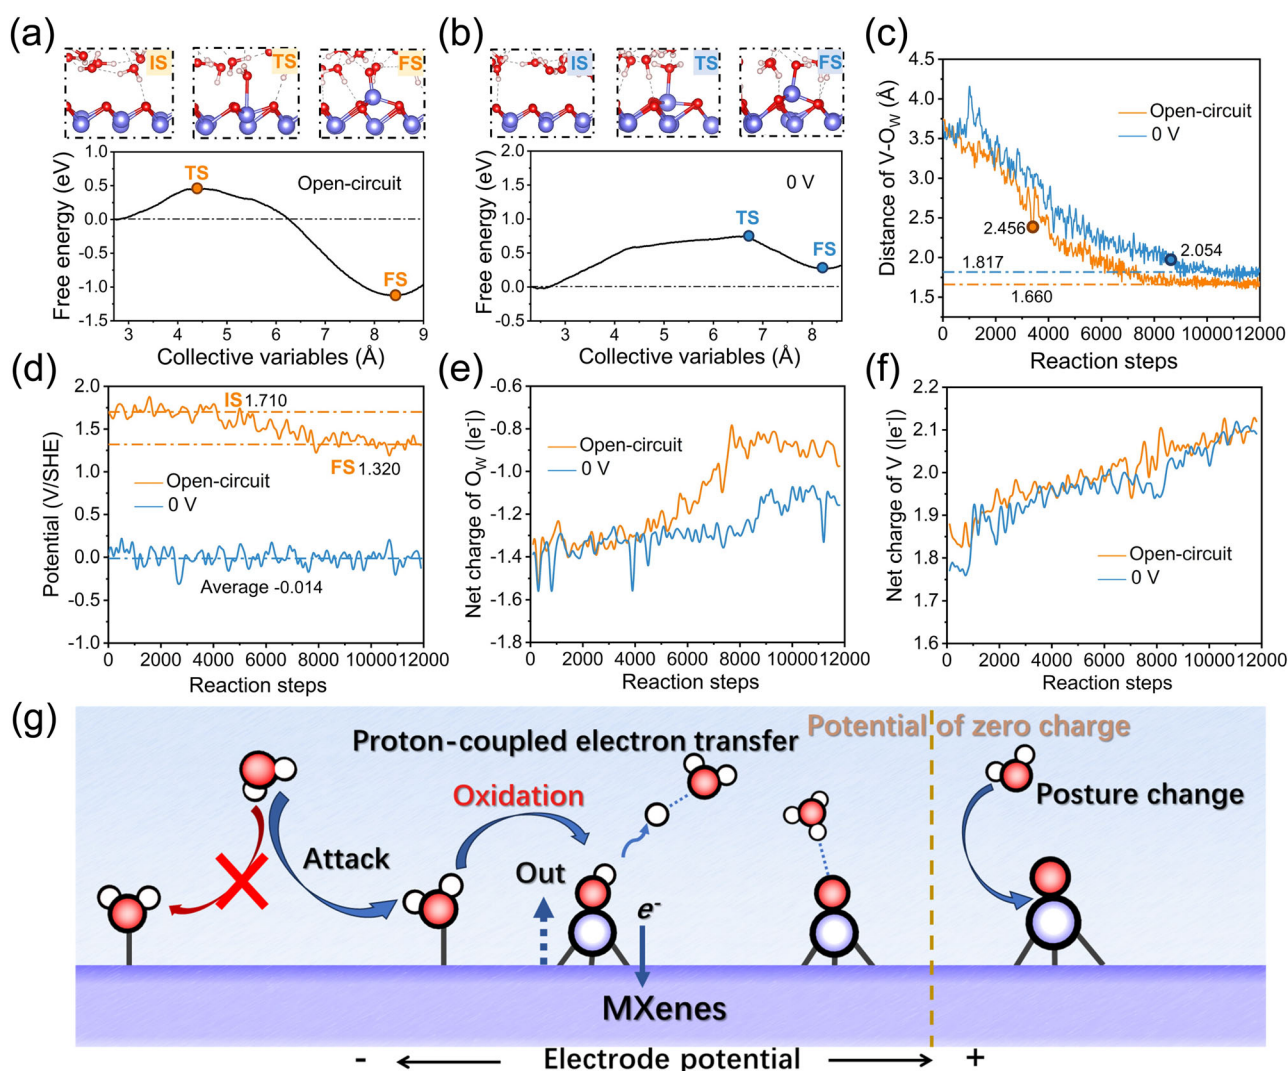 (a)
IS
TS
FS
Free energy (eV)
1.0
0.5
0.0
-0.5
-1.0
-1.5
TS
Open-circuit
FS
3 4 5 6 7 8 9
Collective variables (Å)
(b)
IS
TS
FS
Free energy (eV)
2.0
1.5
1.0
0.5
0.0
-0.5
0 V
TS
FS
3 4 5 6 7 8
Collective variables (Å)
(c)
Distance of V-OW (Å)
4.0
3.5
3.0
2.5
2.0
1.5
Open-circuit
0 V
2.456
2.054
1.817
1.660
0 2000 4000 6000 8000 10000 12000
Reaction steps
(d)
Potential (V/SHE)
2.0
1.5
1.0
0.5
0.0
-0.5
-1.0
IS 1.710
FS 1.320
Open-circuit
0 V
Average -0.014
0 2000 4000 6000 8000 10000 12000
Reaction steps
(e)
Net charge of OW (|e-|)
-0.6
-0.8
-1.0
-1.2
-1.4
-1.6
-1.8
Open-circuit
0 V
0 2000 4000 6000 8000 10000 12000
Reaction steps
(f)
Net charge of V (|e-|)
2.2
2.1
2.0
1.9
1.8
1.7
1.6
Open-circuit
0 V
0 2000 4000 6000 8000 10000 12000
Reaction steps
(g)
Potential of zero charge
Proton-coupled electron transfer
Oxidation
Posture change
Attack
Out
e-
MXenes
- Electrode potential +